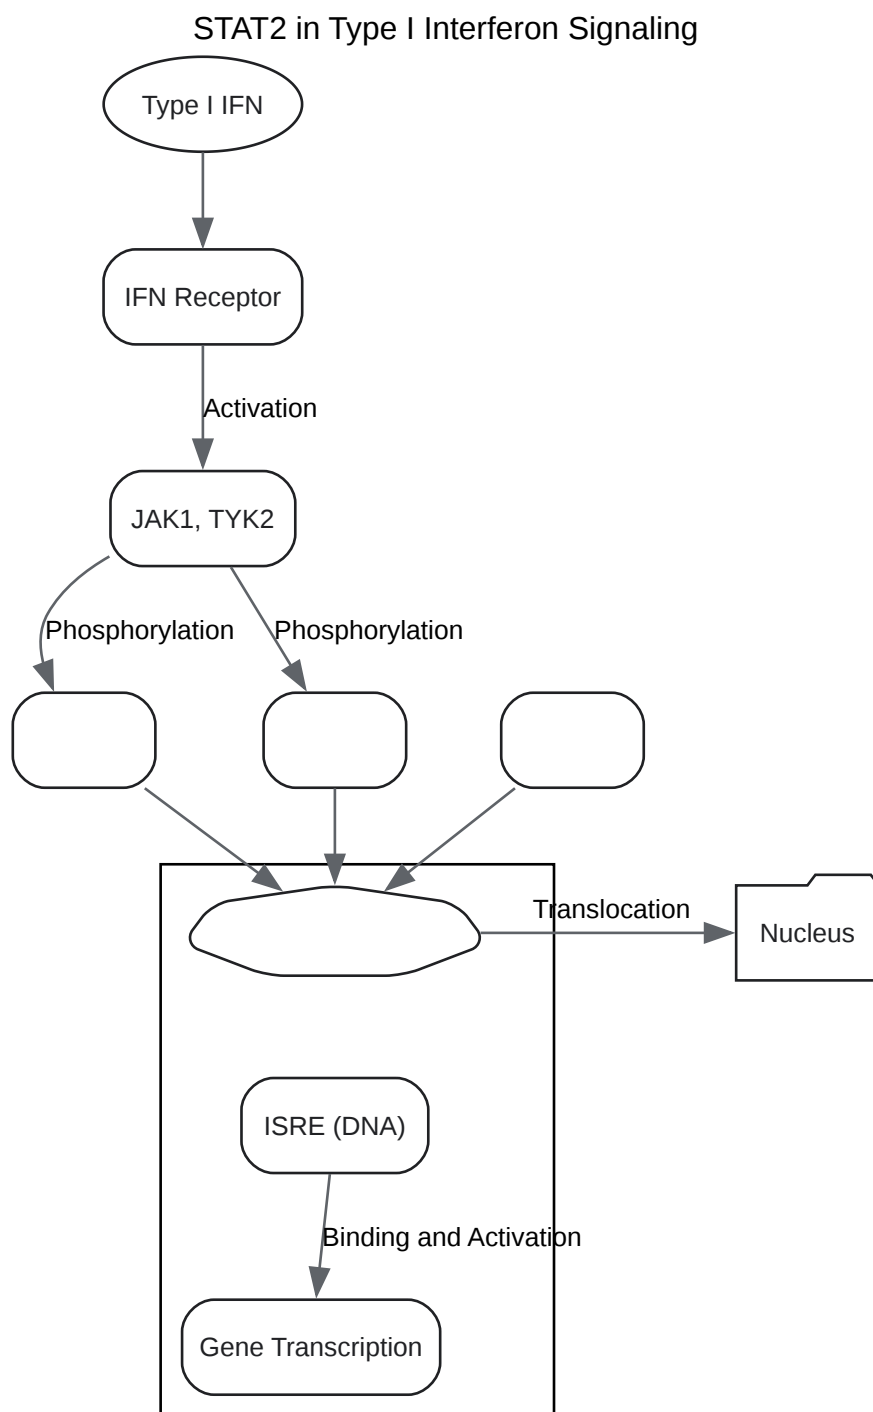 STAT2 in Type I Interferon Signaling
Type I IFN
IFN Receptor
Activation
JAK1, TYK2
Phosphorylation
Phosphorylation
Translocation
Nucleus
ISRE (DNA)
Binding and Activation
Gene Transcription